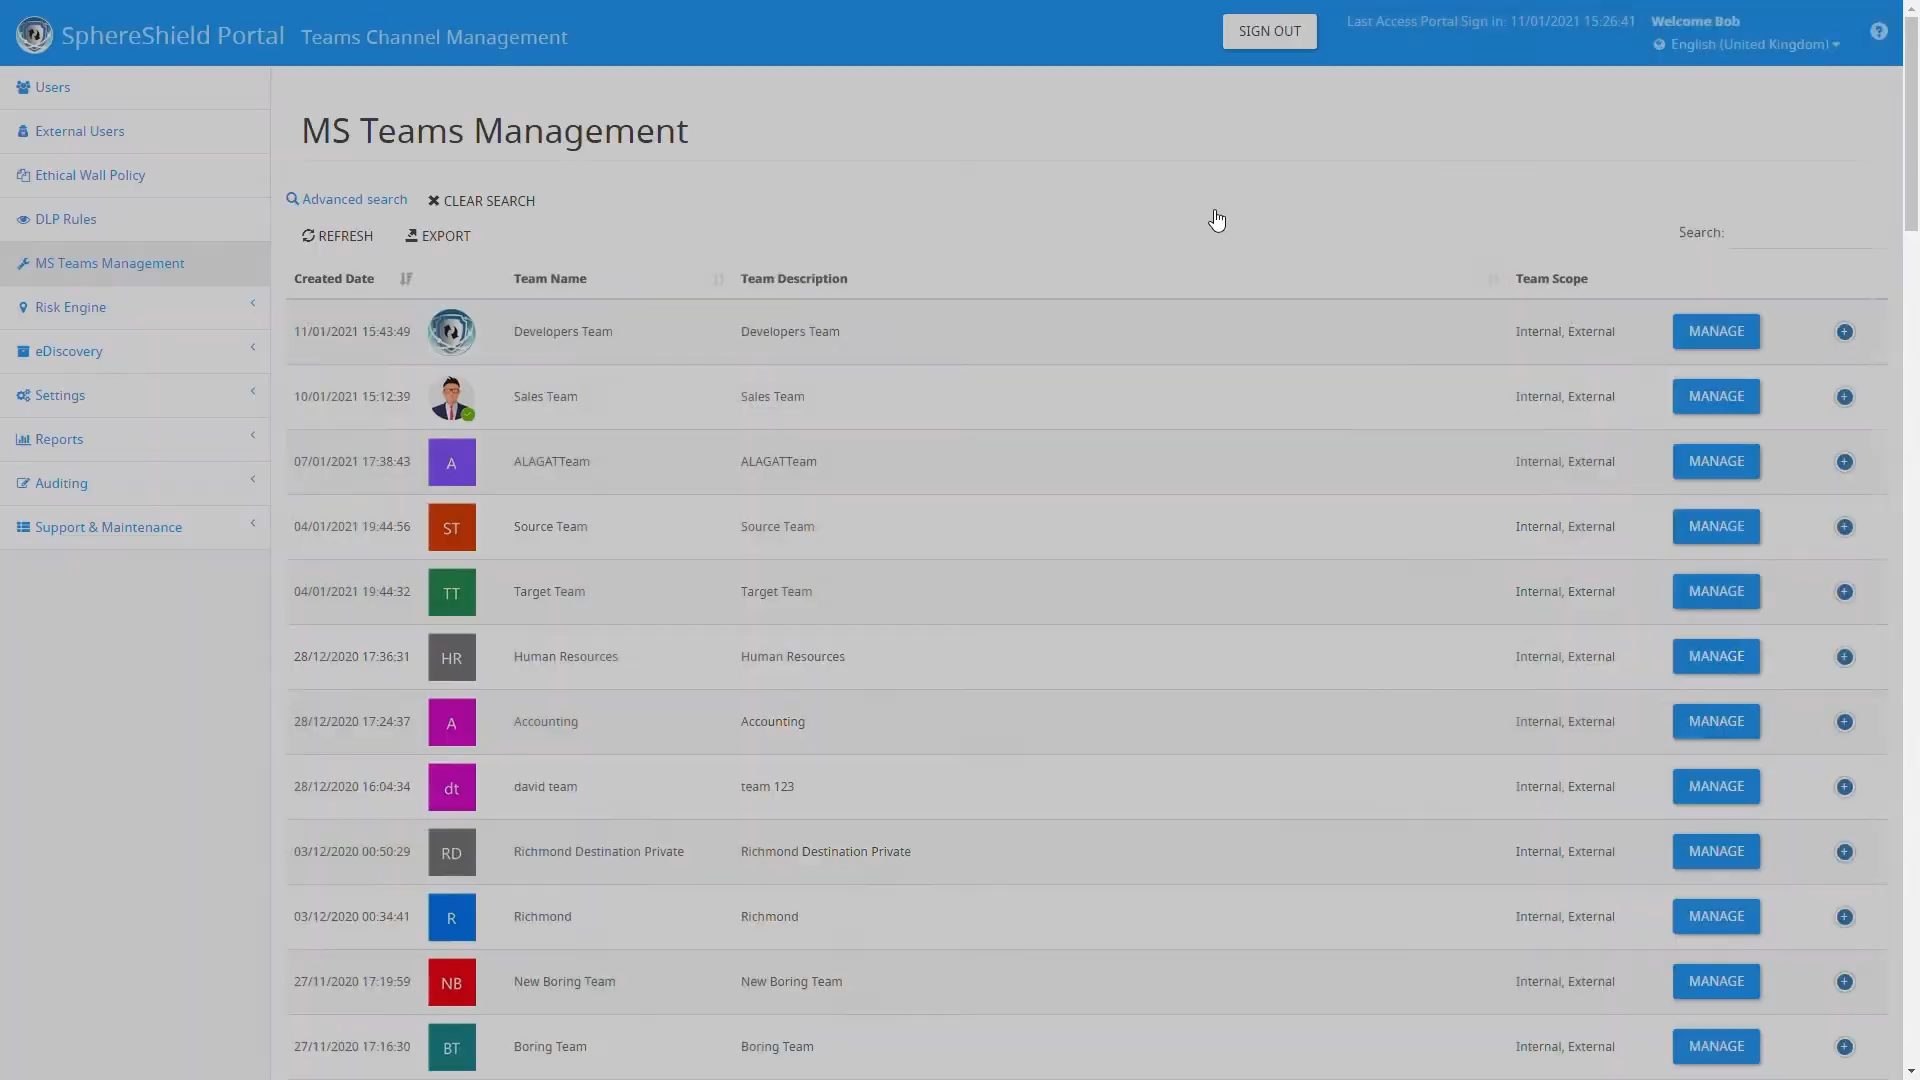 SphereShield Portal Teams Channel Management
SIGN OUT
Last Access Portal Sign in: 11/01/2021 15:26:41
Welcome Bob
English (United Kingdom)
?
Users
External Users
Ethical Wall Policy
DLP Rules
MS Teams Management
Risk Engine
eDiscovery
Settings
Reports
Auditing
Support & Maintenance
MS Teams Management
Advanced search CLEAR SEARCH
REFRESH EXPORT
Search:
Created Date Team Name Team Description Team Scope
11/01/2021 15:43:49 Developers Team Developers Team Internal, External MANAGE
10/01/2021 15:12:39 Sales Team Sales Team Internal, External MANAGE
07/01/2021 17:38:43 A ALAGATTeam ALAGATTeam Internal, External MANAGE
04/01/2021 19:44:56 ST Source Team Source Team Internal, External MANAGE
04/01/2021 19:44:32 TT Target Team Target Team Internal, External MANAGE
28/12/2020 17:36:31 HR Human Resources Human Resources Internal, External MANAGE
28/12/2020 17:24:37 A Accounting Accounting Internal, External MANAGE
28/12/2020 16:04:34 dt david team team 123 Internal, External MANAGE
03/12/2020 00:50:29 RD Richmond Destination Private Richmond Destination Private Internal, External MANAGE
03/12/2020 00:34:41 R Richmond Richmond Internal, External MANAGE
27/11/2020 17:19:59 NB New Boring Team New Boring Team Internal, External MANAGE
27/11/2020 17:16:30 BT Boring Team Boring Team Internal, External MANAGE